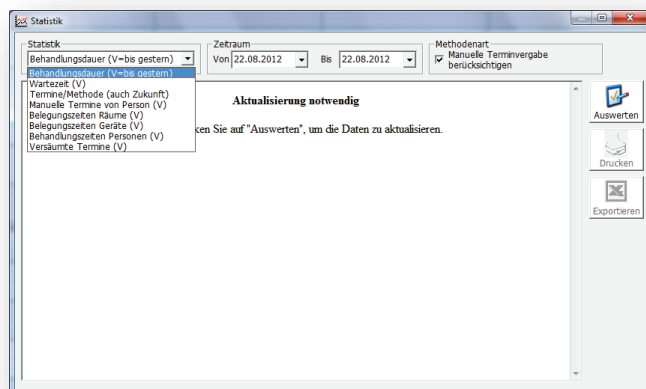 Statistik
Statistik
Behandlungsdauer (V=bis gestern)
Behandlungsdauer (V=bis gestern)
Wartezeit (V)
Termine/Methode (auch Zukunft)
Manuelle Termine von Person (V)
Belegungszeiten Räume (V)
Belegungszeiten Geräte (V)
Behandlungszeiten Personen (V)
Versäumte Termine (V)
Zeitraum
Von 22.08.2012 Bis 22.08.2012
Methodenart
Manuelle Terminvergabe
berücksichtigen
Aktualisierung notwendig
ken Sie auf "Auswerten", um die Daten zu aktualisieren.
Auswerten
Drucken
Exportieren